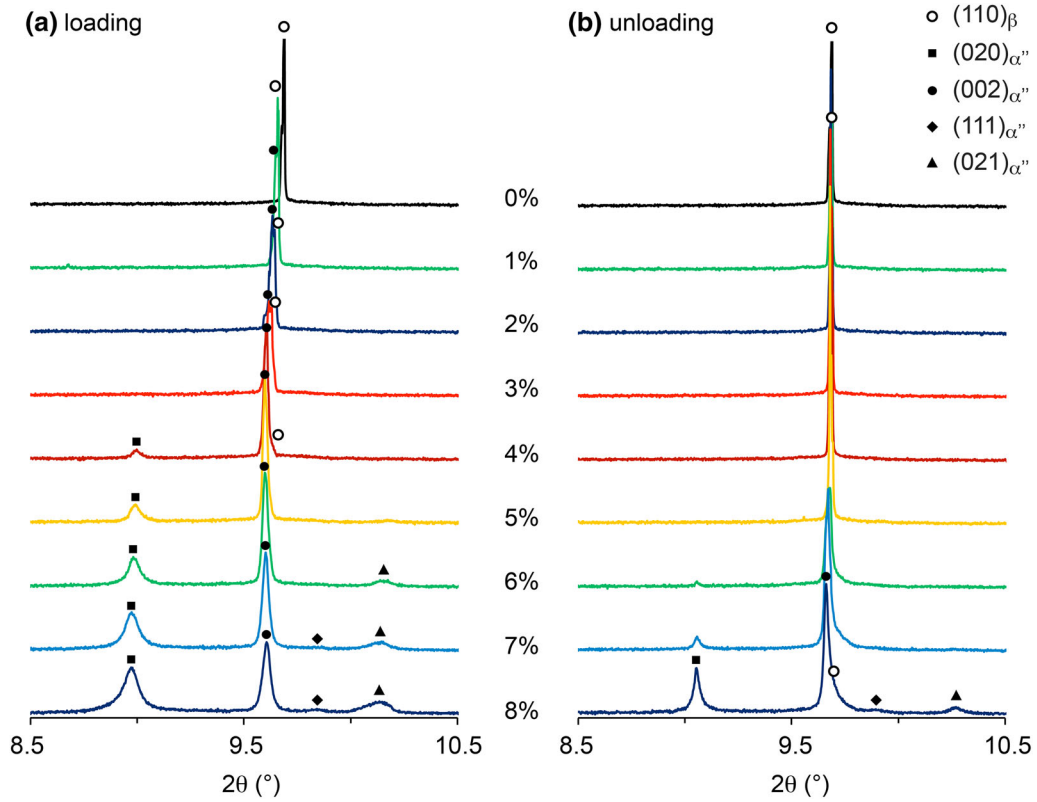 (a) loading
(b) unloading
(110)β
(020)α''
(002)α''
(111)α''
(021)α''
0%
1%
2%
3%
4%
5%
6%
7%
8%
8.5 9.5 10.5
8.5 9.5 10.5
2θ (°)
2θ (°)